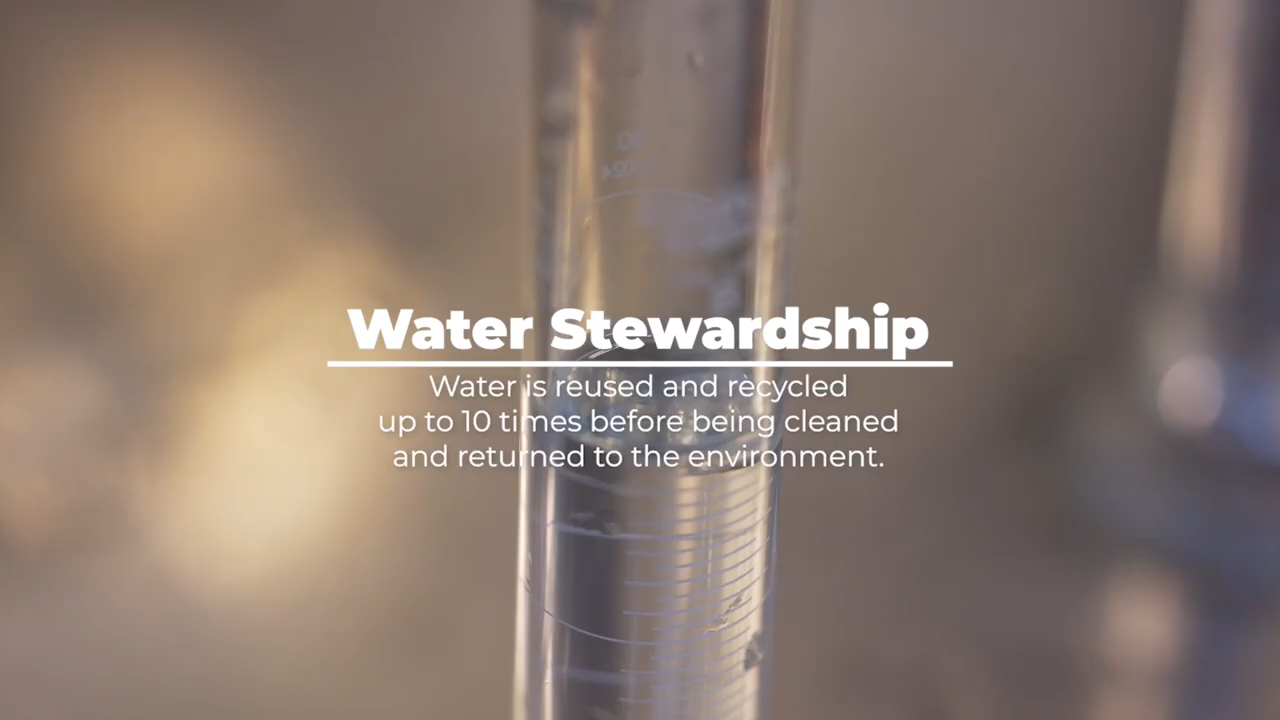 Water Stewardship
Water is reused and recycled
up to 10 times before being cleaned
and returned to the environment.